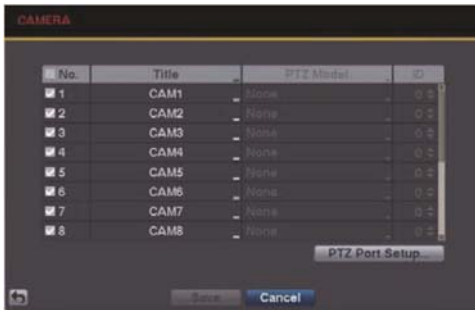 CAMERA
No. Title PTZ Model ID
1 CAM1 None 0
2 CAM2 None 0
3 CAM3 None 0
4 CAM4 None 0
5 CAM5 None 0
6 CAM6 None 0
7 CAM7 None 0
8 CAM8 None 0
PTZ Port Setup...
Save Cancel